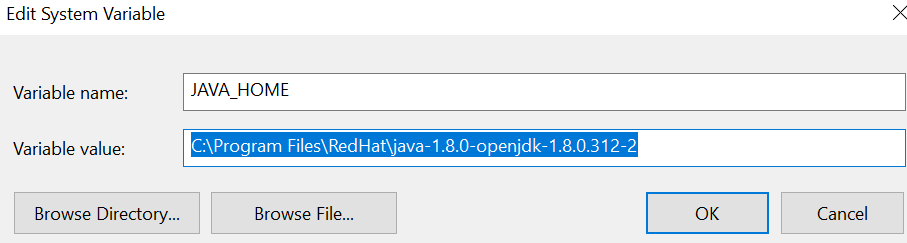 Edit System Variable
Variable name: JAVA_HOME
Variable value: C:\Program Files\RedHat\java-1.8.0-openjdk-1.8.0.312-2
Browse Directory... Browse File... OK Cancel